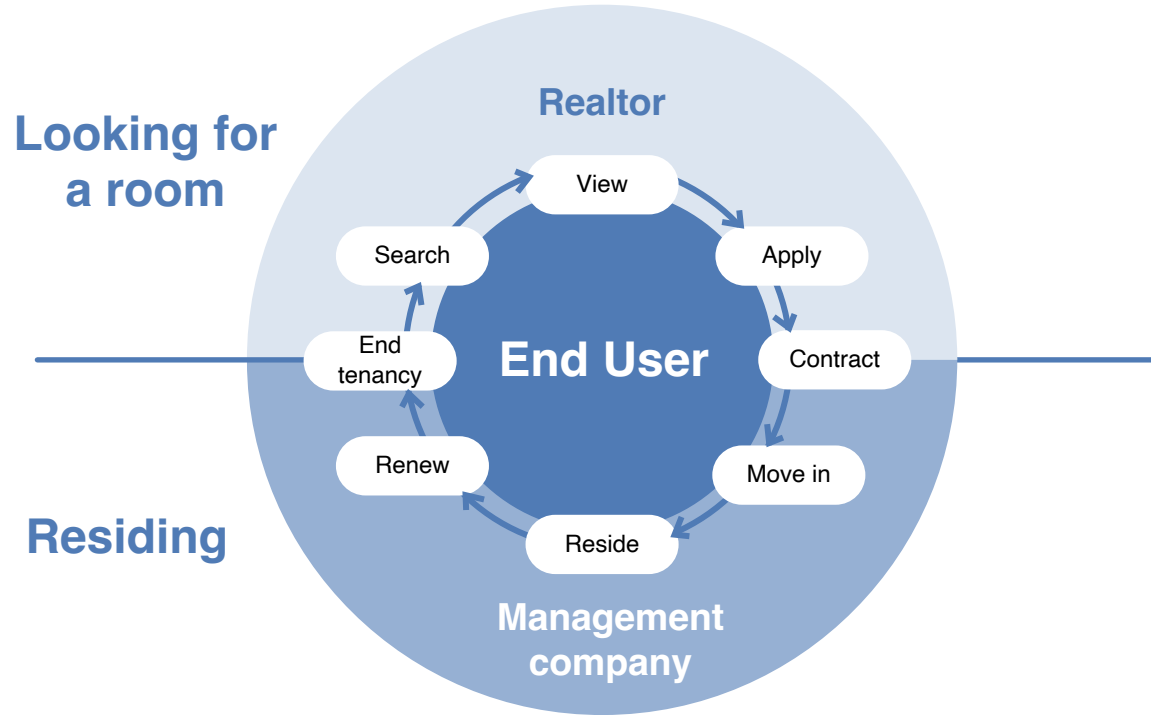 Realtor
Looking for
a room
View
Search
Apply
End
tenancy
End User
Contract
Renew
Move in
Residing
Reside
Management
company